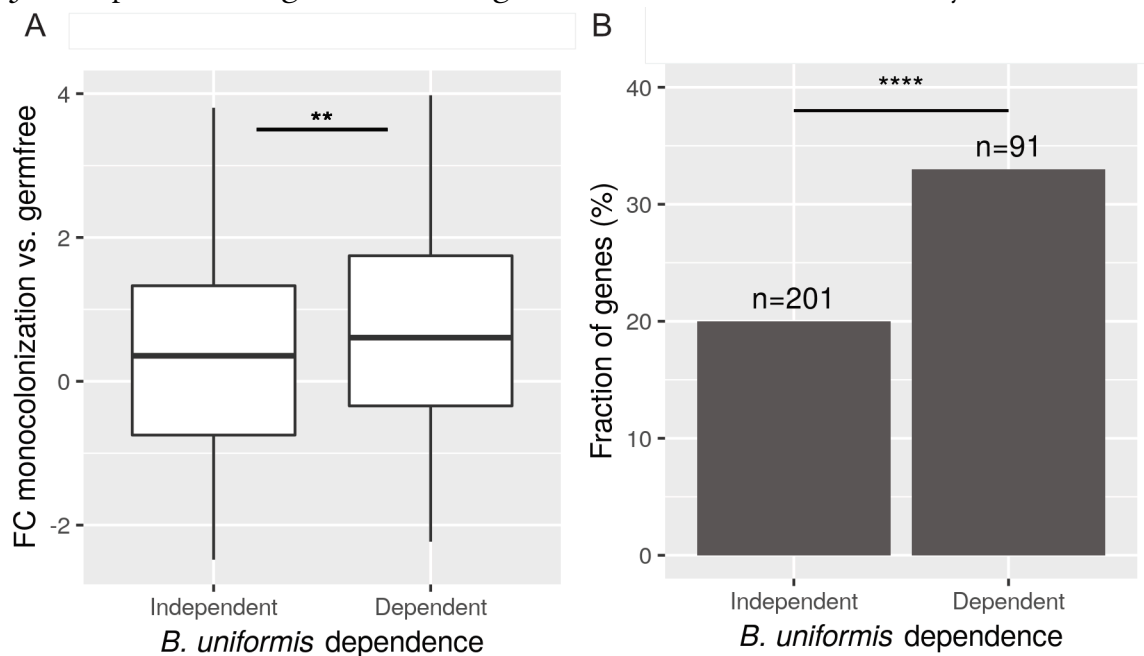 A
B
**
****
n=91
n=201
FC monocolonization vs. germfree
4
2
0
-2
Independent
Dependent
B. uniformis dependence
Fraction of genes (%)
40
30
20
10
0
Independent
Dependent
B. uniformis dependence